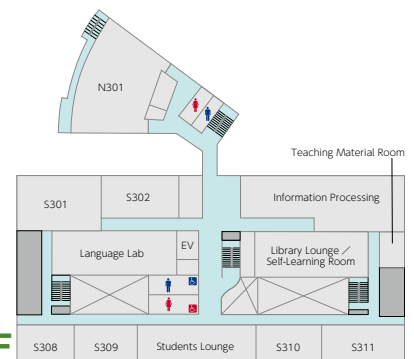 N301
Teaching Material Room
S301
S302
Information Processing
Language Lab
EV
Library Lounge ／
Self-Learning Room
S308
S309
Students Lounge
S310
S311